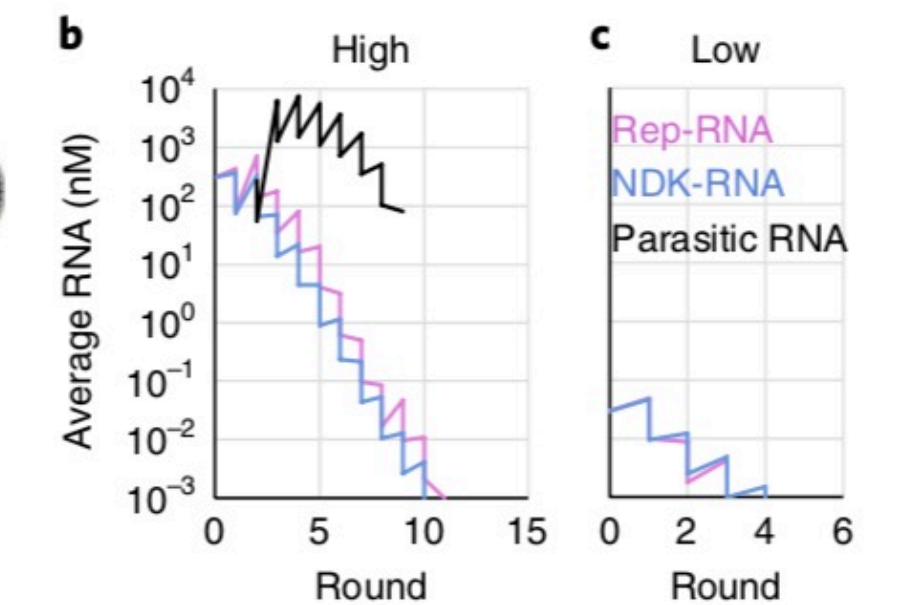 b
High
Average RNA (nM)
10⁴
10³
10²
10¹
10⁰
10⁻¹
10⁻²
10⁻³
0 5 10 15
Round
c
Low
Rep-RNA
NDK-RNA
Parasitic RNA
0 2 4 6
Round